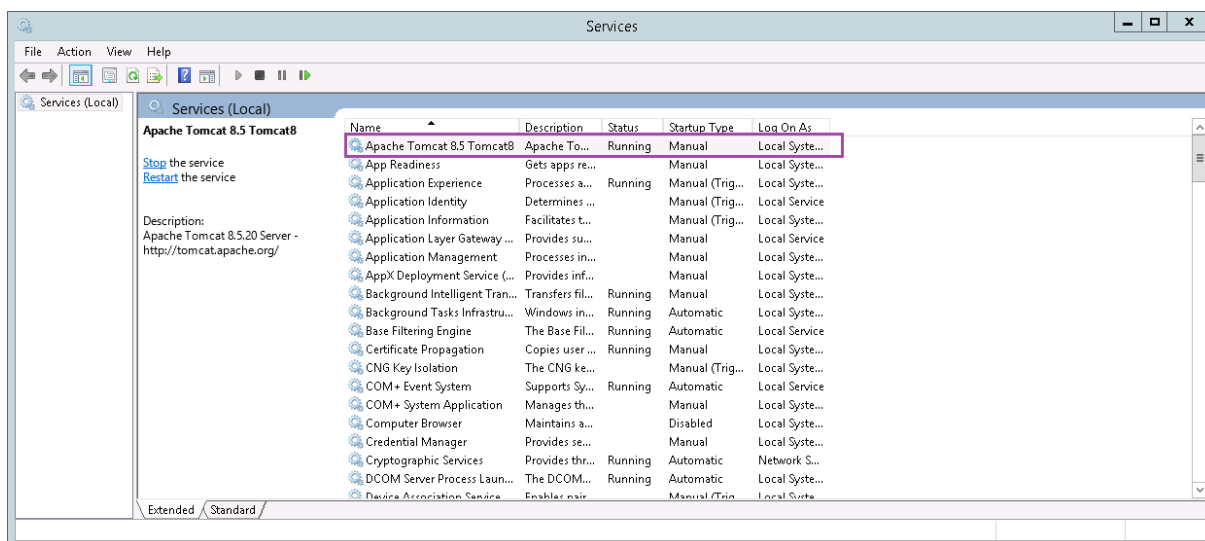 Services
File Action View Help
Services (Local)
Services (Local)
Apache Tomcat 8.5 Tomcat8
Stop the service
Restart the service
Description:
Apache Tomcat 8.5.20 Server -
http://tomcat.apache.org/
Name Description Status Startup Type Log On As
Apache Tomcat 8.5 Tomcat8 Apache To... Running Manual Local Syste...
App Readiness Gets apps re... Manual Local Syste...
Application Experience Processes a... Running Manual (Trig... Local Syste...
Application Identity Determines ... Manual (Trig... Local Service
Application Information Facilitates t... Manual (Trig... Local Syste...
Application Layer Gateway ... Provides su... Manual Local Service
Application Management Processes in... Manual Local Syste...
AppX Deployment Service (... Provides inf... Manual Local Syste...
Background Intelligent Tran... Transfers fil... Running Manual Local Syste...
Background Tasks Infrastru... Windows in... Running Automatic Local Syste...
Base Filtering Engine The Base Fil... Running Automatic Local Service
Certificate Propagation Copies user ... Running Manual Local Syste...
CNG Key Isolation The CNG ke... Manual (Trig... Local Syste...
COM+ Event System Supports Sy... Running Automatic Local Service
COM+ System Application Manages th... Manual Local Syste...
Computer Browser Maintains a... Disabled Local Syste...
Credential Manager Provides se... Manual Local Syste...
Cryptographic Services Provides thr... Running Automatic Network S...
DCOM Server Process Laun... The DCOM... Running Automatic Local Syste...
Device Association Service Enables pair... Manual (Trig... Local Syste...
Extended Standard